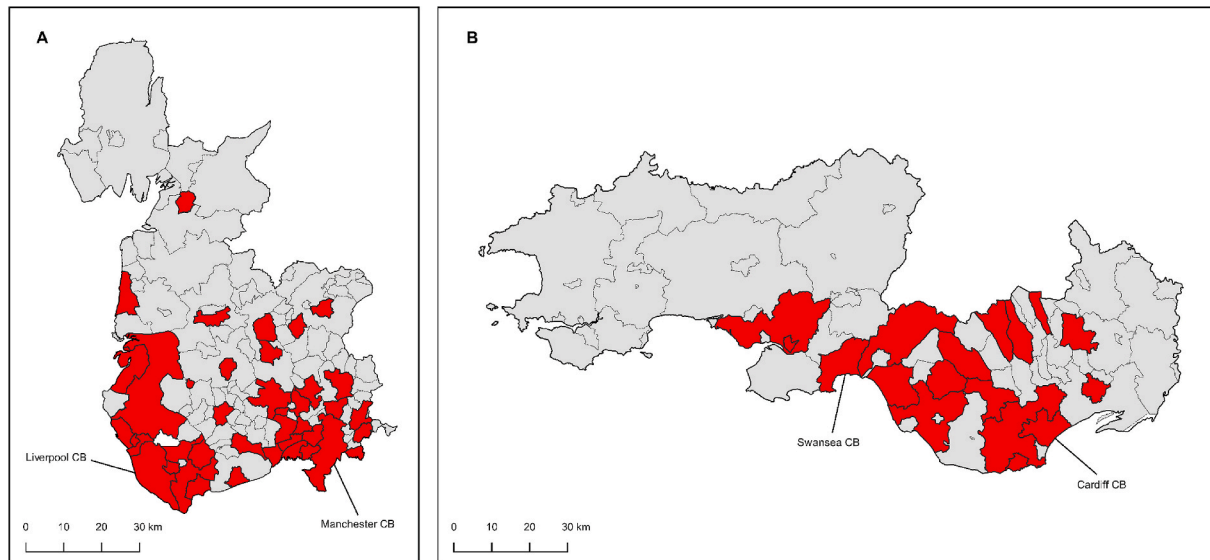 A
Liverpool CB
Manchester CB
0 10 20 30 km
B
Swansea CB
Cardiff CB
0 10 20 30 km